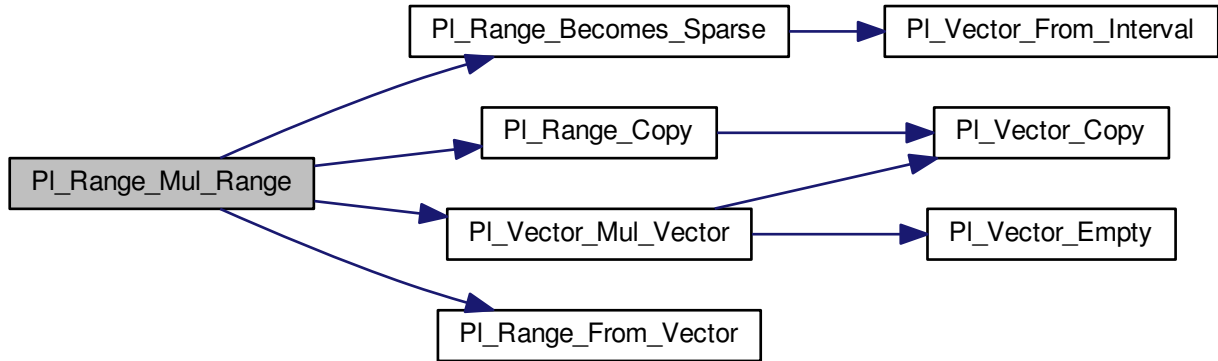 Pl_Range_Becomes_Sparse
Pl_Vector_From_Interval
Pl_Range_Copy
Pl_Vector_Copy
Pl_Range_Mul_Range
Pl_Vector_Mul_Vector
Pl_Vector_Empty
Pl_Range_From_Vector